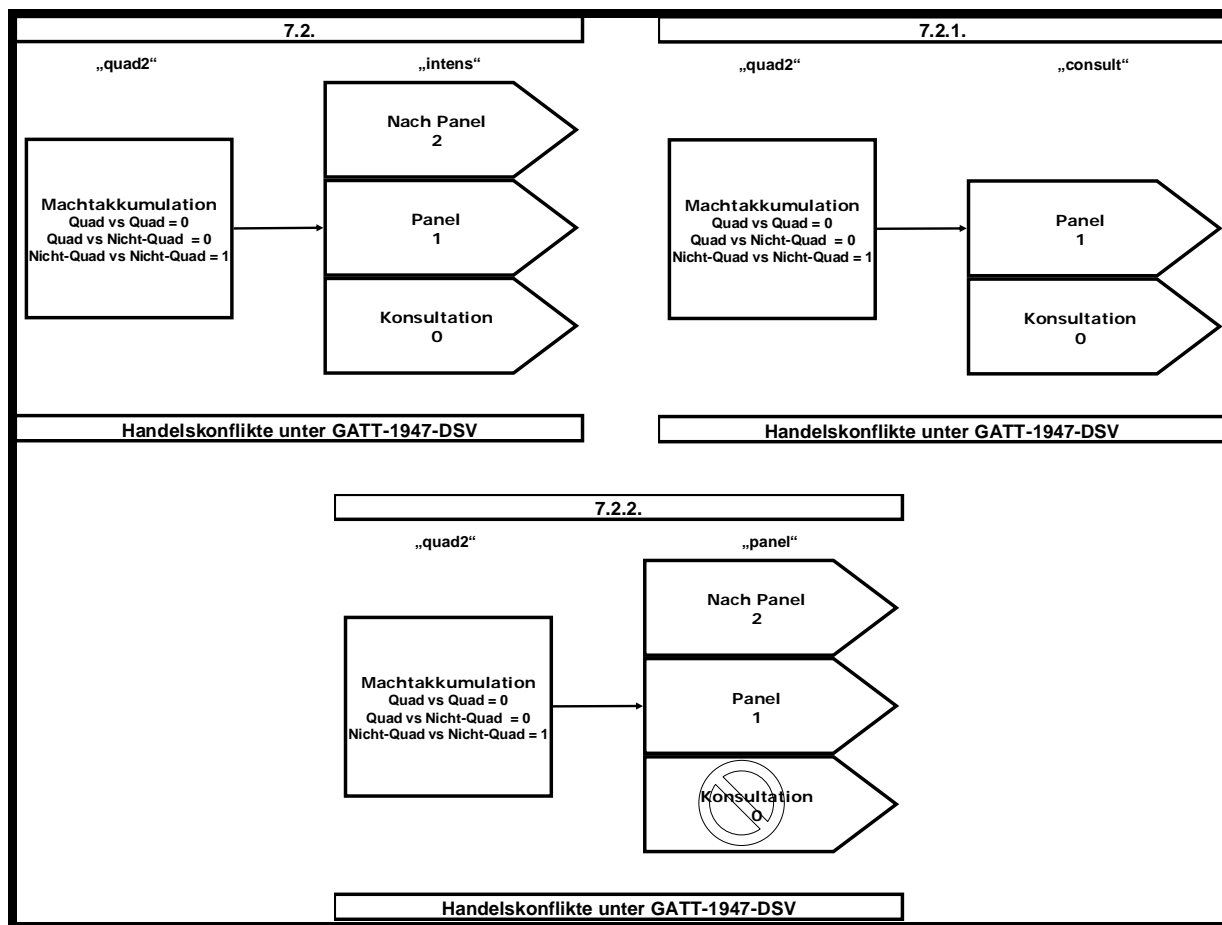 7.2.
„quad2“ „intens“
Nach Panel
2
Machtakkumulation
Quad vs Quad = 0
Quad vs Nicht-Quad = 0
Nicht-Quad vs Nicht-Quad = 1
Panel
1
Konsultation
0
Handelskonflikte unter GATT-1947-DSV
7.2.1.
„quad2“ „consult“
Machtakkumulation
Quad vs Quad = 0
Quad vs Nicht-Quad = 0
Nicht-Quad vs Nicht-Quad = 1
Panel
1
Konsultation
0
Handelskonflikte unter GATT-1947-DSV
7.2.2.
„quad2“ „panel“
Nach Panel
2
Machtakkumulation
Quad vs Quad = 0
Quad vs Nicht-Quad = 0
Nicht-Quad vs Nicht-Quad = 1
Panel
1
Konsultation
0
Handelskonflikte unter GATT-1947-DSV